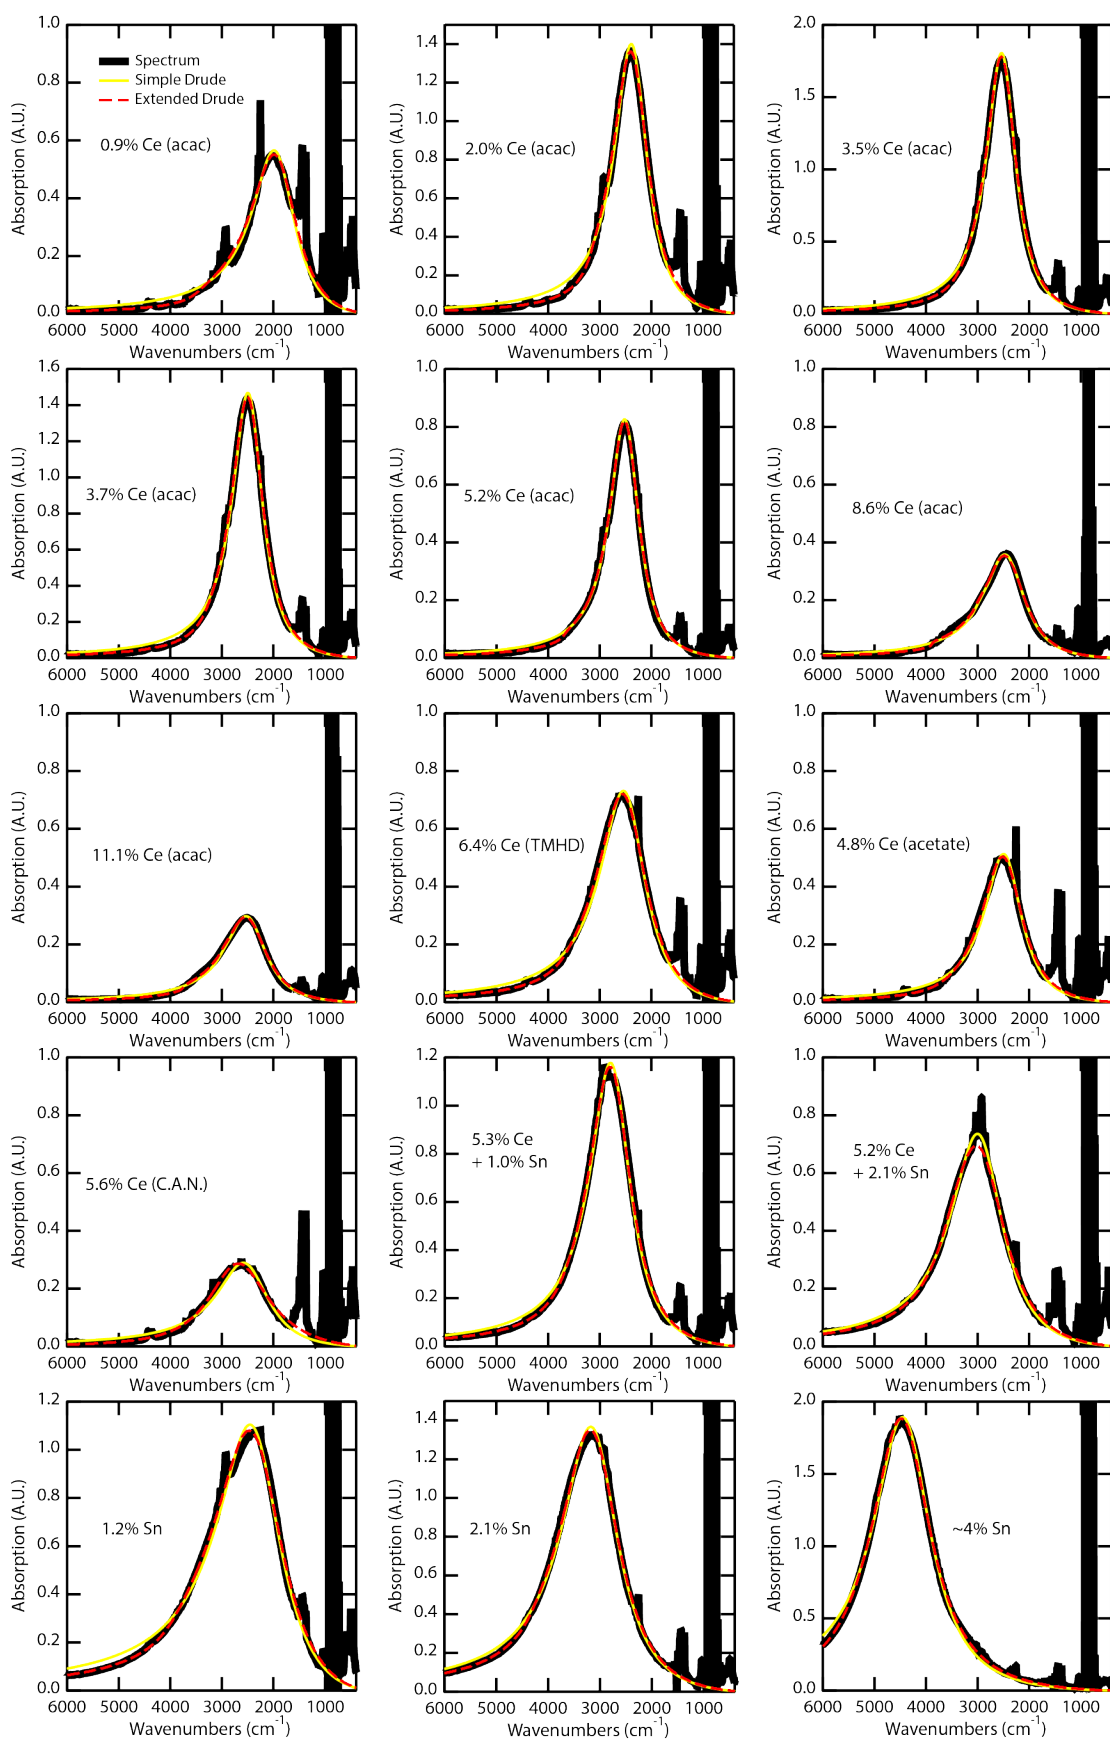 1.0
0.8
0.6
0.4
0.2
0.0
Absorption (A.U.)
Spectrum
Simple Drude
Extended Drude
0.9% Ce (acac)
6000 5000 4000 3000 2000 1000
Wavenumbers (cm-1)
1.4
1.2
1.0
0.8
0.6
0.4
0.2
0.0
Absorption (A.U.)
2.0% Ce (acac)
6000 5000 4000 3000 2000 1000
Wavenumbers (cm-1)
2.0
1.5
1.0
0.5
0.0
Absorption (A.U.)
3.5% Ce (acac)
6000 5000 4000 3000 2000 1000
Wavenumbers (cm-1)
1.6
1.4
1.2
1.0
0.8
0.6
0.4
0.2
0.0
Absorption (A.U.)
3.7% Ce (acac)
6000 5000 4000 3000 2000 1000
Wavenumbers (cm-1)
1.0
0.8
0.6
0.4
0.2
0.0
Absorption (A.U.)
5.2% Ce (acac)
6000 5000 4000 3000 2000 1000
Wavenumbers (cm-1)
1.0
0.8
0.6
0.4
0.2
0.0
Absorption (A.U.)
8.6% Ce (acac)
6000 5000 4000 3000 2000 1000
Wavenumbers (cm-1)
1.0
0.8
0.6
0.4
0.2
0.0
Absorption (A.U.)
11.1% Ce (acac)
6000 5000 4000 3000 2000 1000
Wavenumbers (cm-1)
1.0
0.8
0.6
0.4
0.2
0.0
Absorption (A.U.)
6.4% Ce (TMHD)
6000 5000 4000 3000 2000 1000
Wavenumbers (cm-1)
1.0
0.8
0.6
0.4
0.2
0.0
Absorption (A.U.)
4.8% Ce (acetate)
6000 5000 4000 3000 2000 1000
Wavenumbers (cm-1)
1.0
0.8
0.6
0.4
0.2
0.0
Absorption (A.U.)
5.6% Ce (C.A.N.)
6000 5000 4000 3000 2000 1000
Wavenumbers (cm-1)
1.2
1.0
0.8
0.6
0.4
0.2
0.0
Absorption (A.U.)
5.3% Ce
+ 1.0% Sn
6000 5000 4000 3000 2000 1000
Wavenumbers (cm-1)
1.0
0.8
0.6
0.4
0.2
0.0
Absorption (A.U.)
5.2% Ce
+ 2.1% Sn
6000 5000 4000 3000 2000 1000
Wavenumbers (cm-1)
1.2
1.0
0.8
0.6
0.4
0.2
0.0
Absorption (A.U.)
1.2% Sn
6000 5000 4000 3000 2000 1000
Wavenumbers (cm-1)
1.4
1.2
1.0
0.8
0.6
0.4
0.2
0.0
Absorption (A.U.)
2.1% Sn
6000 5000 4000 3000 2000 1000
Wavenumbers (cm-1)
2.0
1.5
1.0
0.5
0.0
Absorption (A.U.)
~4% Sn
6000 5000 4000 3000 2000 1000
Wavenumbers (cm-1)